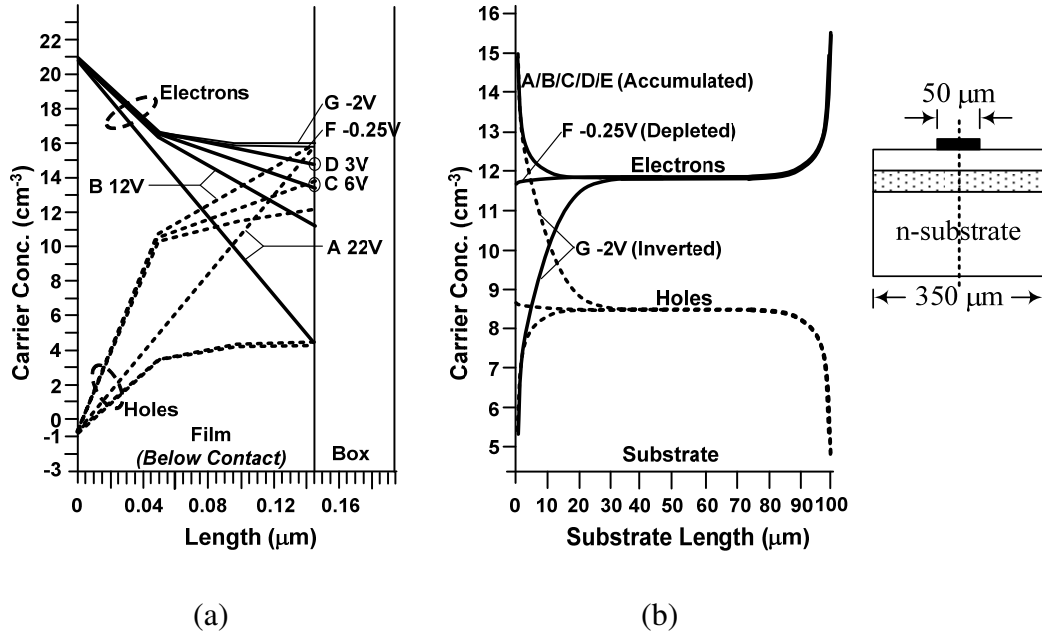 22
20
18
16
14
12
10
8
6
4
2
0
-1
-3
Carrier Conc. (cm-3)
Electrons
G -2V
F -0.25V
D 3V
C 6V
B 12V
A 22V
Holes
Film
(Below Contact)
Box
0 0.04 0.08 0.12 0.16
Length (μm)
(a)
16
15
14
13
12
11
10
9
8
7
6
5
Carrier Conc. (cm-3)
A/B/C/D/E (Accumulated)
F -0.25V (Depleted)
Electrons
G -2V (Inverted)
Holes
Substrate
0 10 20 30 40 50 60 70 80 90 100
Substrate Length (μm)
(b)
50 μm
n-substrate
350 μm